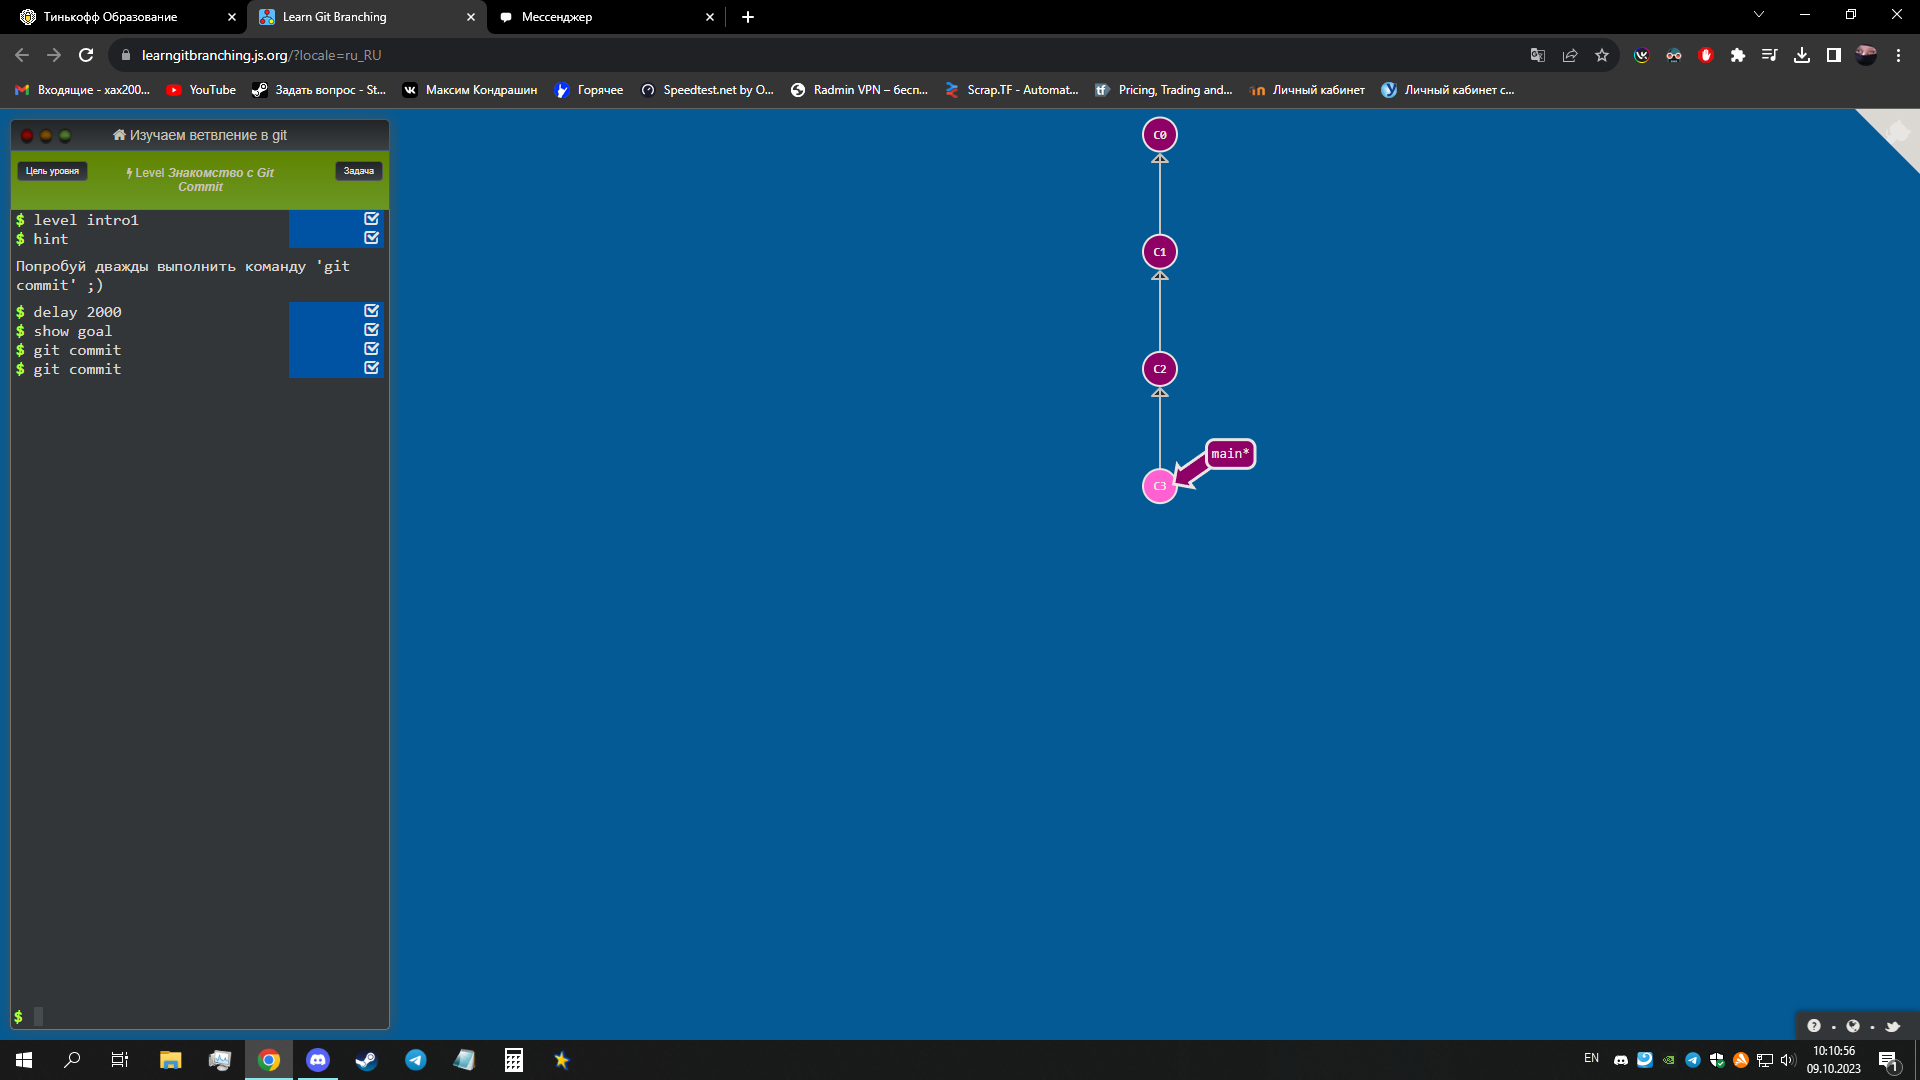 Тинькофф Образование
Learn Git Branching
Мессенджер
learngitbranching.js.org/?locale=ru_RU
Входящие - xax200...
YouTube
Задать вопрос - St...
Максим Кондрашин
Горячее
Speedtest.net by O...
Radmin VPN – бесп...
Scrap.TF - Automat...
Pricing, Trading and...
Личный кабинет
Личный кабинет с...
Изучаем ветвление в git
Цель уровня
Level Знакомство с Git
Commit
Задача
$ level intro1
$ hint
Попробуй дважды выполнить команду 'git
commit' ;)
$ delay 2000
$ show goal
$ git commit
$ git commit
$
C0
C1
C2
main*
C3
EN
10:10:56
09.10.2023
1